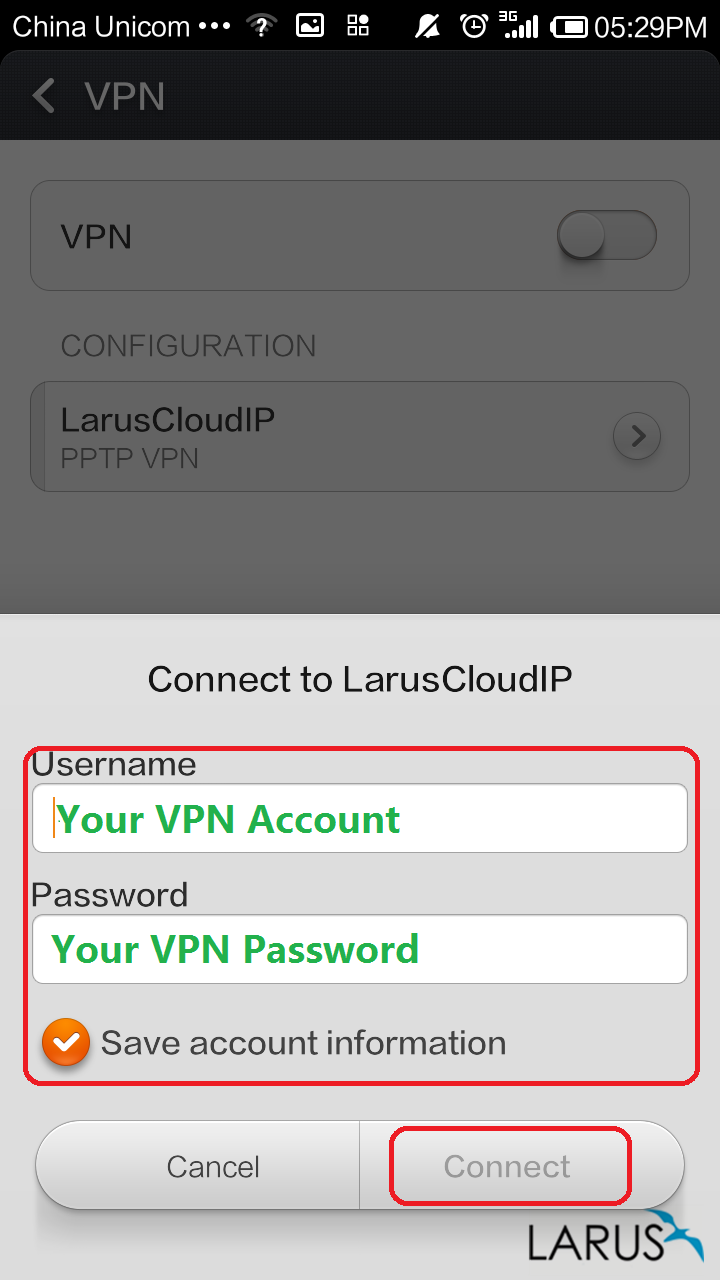 China Unicom ••• 3G 05:29PM
VPN
VPN
CONFIGURATION
LarusCloudIP
PPTP VPN
Connect to LarusCloudIP
Username
Your VPN Account
Password
Your VPN Password
Save account information
Cancel Connect
LARUS